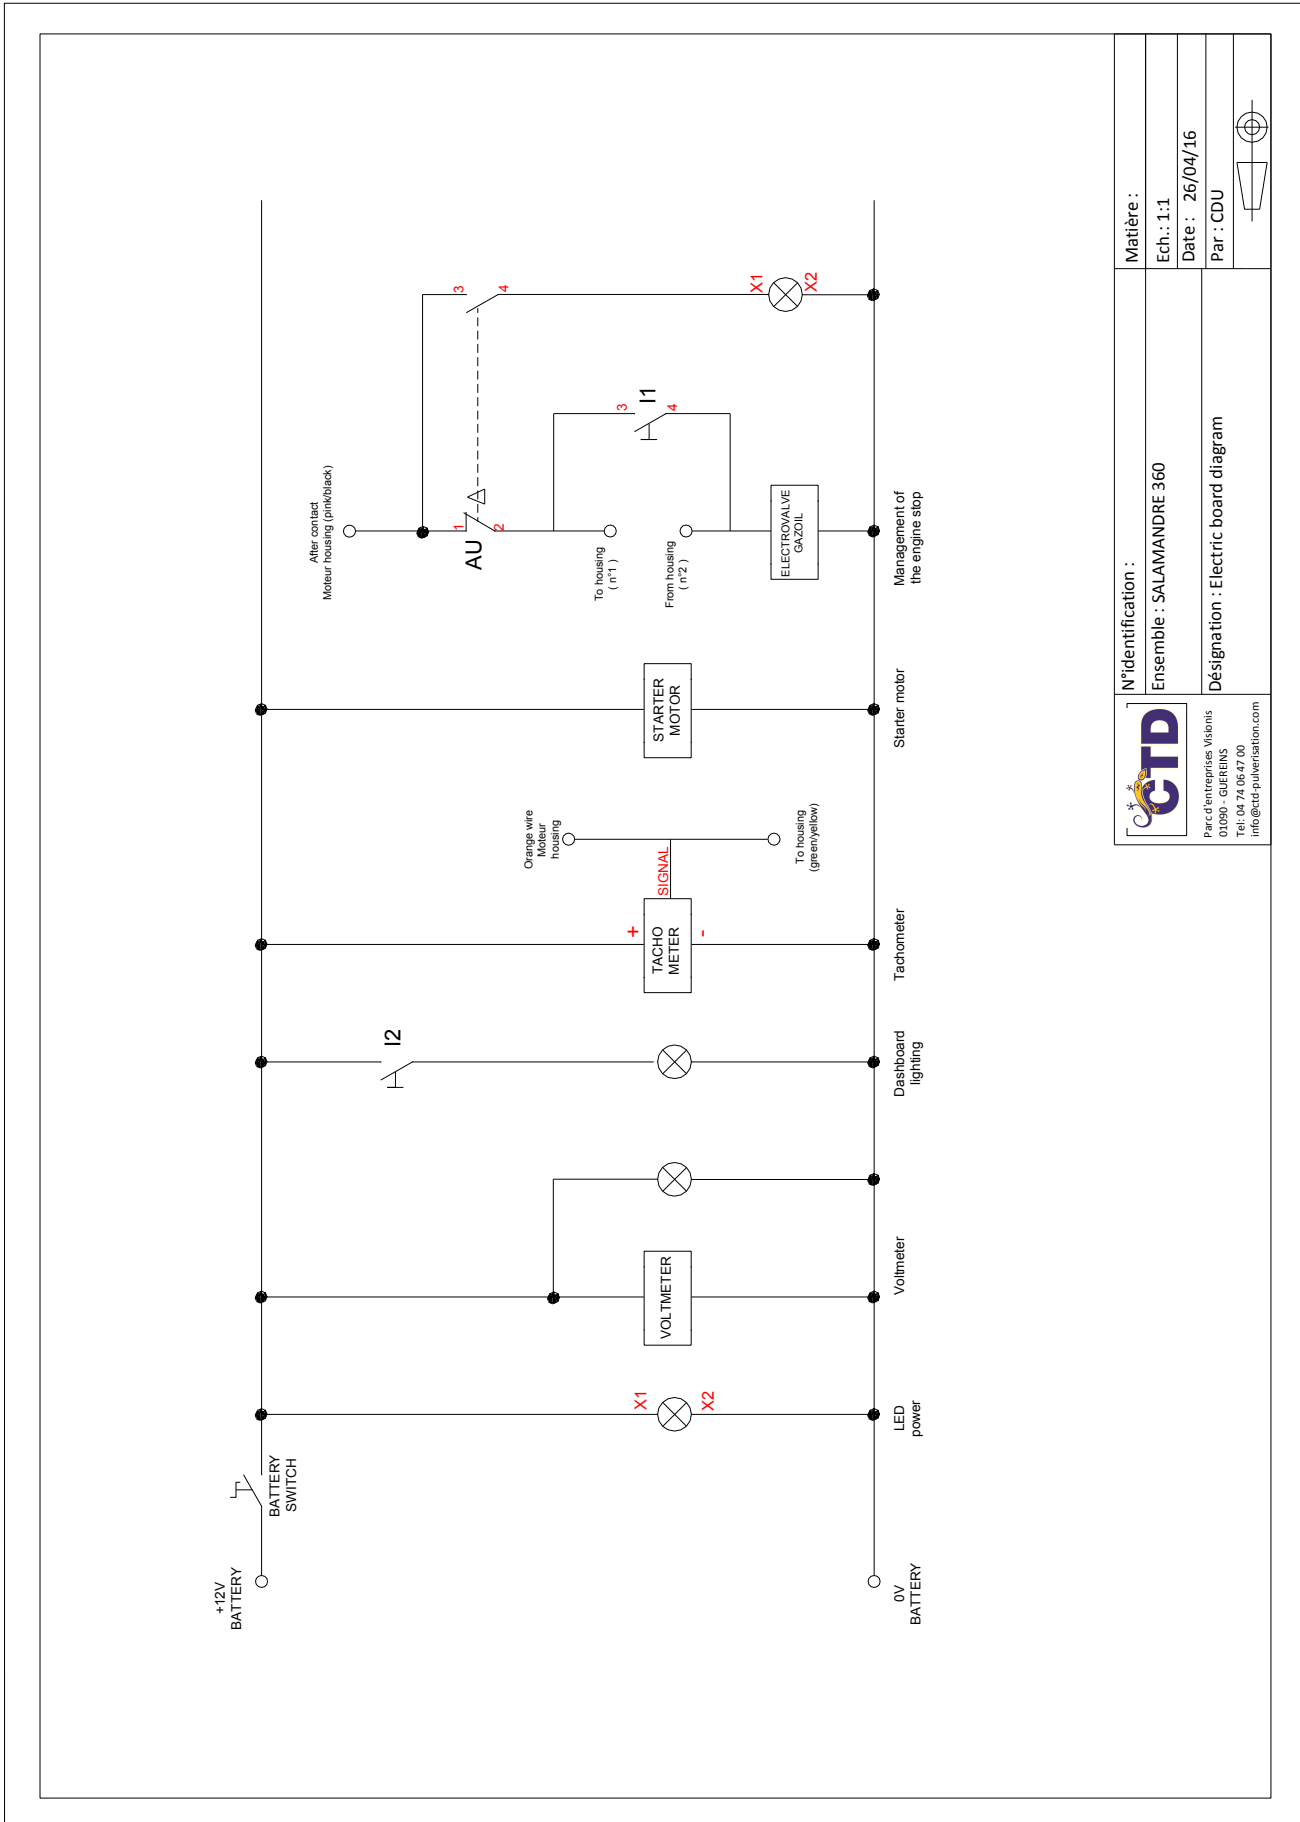 +12V
BATTERY
BATTERY
SWITCH
0V
BATTERY
X1
X2
LED
power
VOLTMETER
Voltmeter
I2
Dashboard
lighting
+
TACHO
METER
-
SIGNAL
Orange wire
Moteur
housing
To housing
(green/yellow)
Tachometer
STARTER
MOTOR
Starter motor
After contact
Moteur housing (pink/black)
1
AU
2
3
4
To housing
( n°1 )
From housing
( n°2 )
3
I1
4
ELECTROVALVE
GAZOIL
X1
X2
Management of
the engine stop
CTD
Parc d'entreprises Visionis
01090 - GUEREINS
Tel: 04 74 06 47 00
info@ctd-pulverisation.com
N°identification :
Ensemble : SALAMANDRE 360
Désignation : Electric board diagram
Matière :
Ech.: 1:1
Date : 26/04/16
Par : CDU